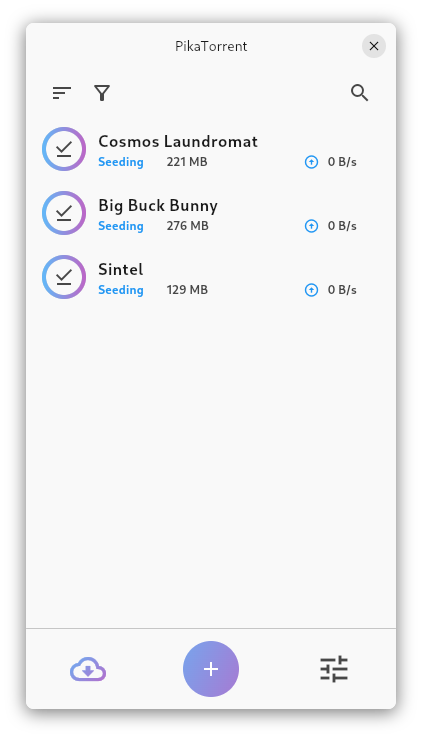 PikaTorrent
Cosmos Laundromat
Seeding 221 MB 0 B/s
Big Buck Bunny
Seeding 276 MB 0 B/s
Sintel
Seeding 129 MB 0 B/s